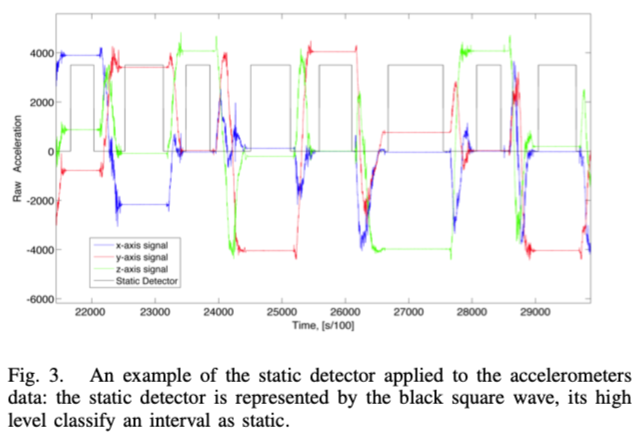 4000
2000
0
-2000
-4000
-6000
Raw Acceleration
x-axis signal
y-axis signal
z-axis signal
Static Detector
22000 23000 24000 25000 26000 27000 28000 29000
Time, [s/100]
Fig. 3. An example of the static detector applied to the accelerometers
data: the static detector is represented by the black square wave, its high
level classify an interval as static.